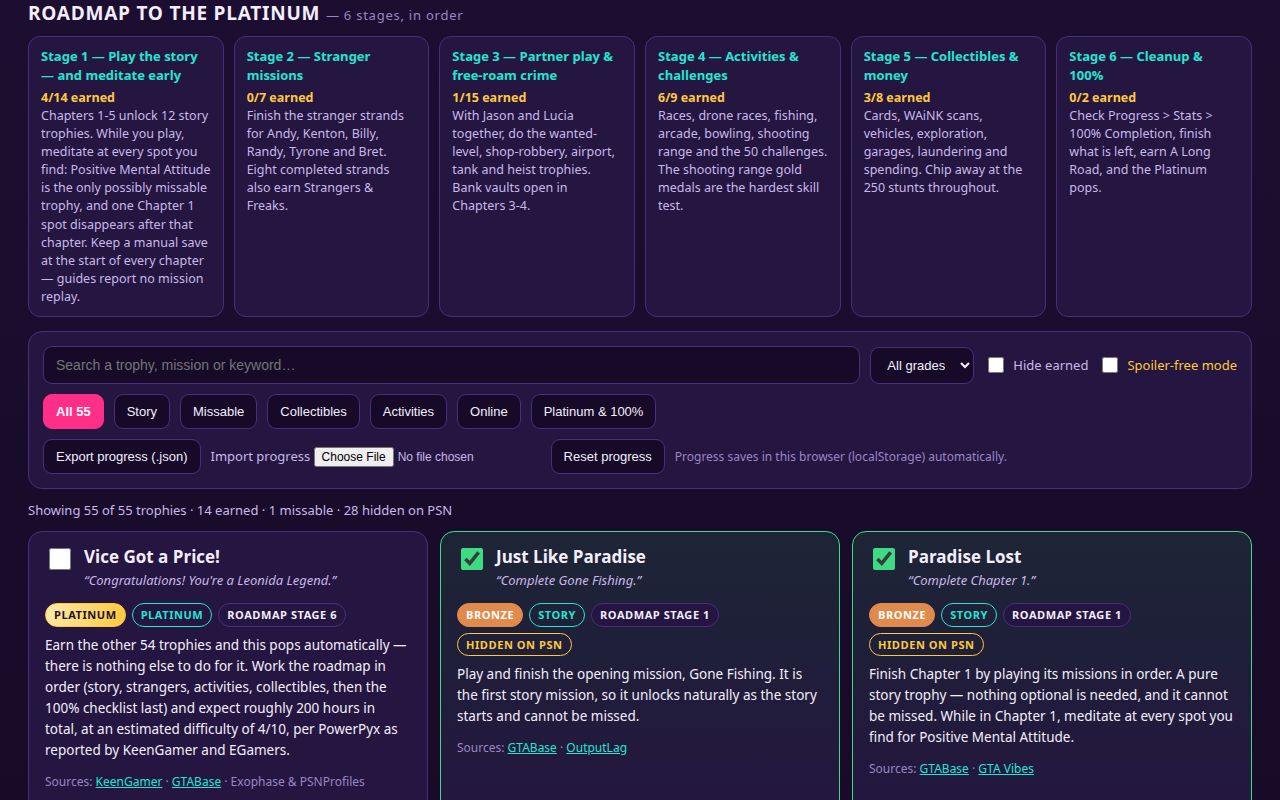 ROADMAP TO THE PLATINUM — 6 stages, in order
Stage 1 — Play the story
— and meditate early
4/14 earned
Chapters 1-5 unlock 12 story
trophies. While you play,
meditate at every spot you
find: Positive Mental Attitude
is the only possibly missable
trophy, and one Chapter 1
spot disappears after that
chapter. Keep a manual save
at the start of every chapter
— guides report no mission
replay.
Stage 2 — Stranger
missions
0/7 earned
Finish the stranger strands
for Andy, Kenton, Billy,
Randy, Tyrone and Bret.
Eight completed strands
also earn Strangers &
Freaks.
Stage 3 — Partner play &
free-roam crime
1/15 earned
With Jason and Lucia
together, do the wanted-
level, shop-robbery, airport,
tank and heist trophies.
Bank vaults open in
Chapters 3-4.
Stage 4 — Activities &
challenges
6/9 earned
Races, drone races, fishing,
arcade, bowling, shooting
range and the 50 challenges.
The shooting range gold
medals are the hardest skill
test.
Stage 5 — Collectibles &
money
3/8 earned
Cards, WAiNK scans,
vehicles, exploration,
garages, laundering and
spending. Chip away at the
250 stunts throughout.
Stage 6 — Cleanup &
100%
0/2 earned
Check Progress > Stats >
100% Completion, finish
what is left, earn A Long
Road, and the Platinum
pops.
Search a trophy, mission or keyword…
All grades
Hide earned
Spoiler-free mode
All 55
Story
Missable
Collectibles
Activities
Online
Platinum & 100%
Export progress (.json)
Import progress
Choose File
No file chosen
Reset progress
Progress saves in this browser (localStorage) automatically.
Showing 55 of 55 trophies · 14 earned · 1 missable · 28 hidden on PSN
Vice Got a Price!
“Congratulations! You're a Leonida Legend.”
PLATINUM
PLATINUM
ROADMAP STAGE 6
Earn the other 54 trophies and this pops automatically —
there is nothing else to do for it. Work the roadmap in
order (story, strangers, activities, collectibles, then the
100% checklist last) and expect roughly 200 hours in
total, at an estimated difficulty of 4/10, per PowerPyx as
reported by KeenGamer and EGamers.
Sources: KeenGamer · GTABase · Exophase & PSNProfiles
Just Like Paradise
“Complete Gone Fishing.”
BRONZE
STORY
ROADMAP STAGE 1
HIDDEN ON PSN
Play and finish the opening mission, Gone Fishing. It is
the first story mission, so it unlocks naturally as the story
starts and cannot be missed.
Sources: GTABase · OutputLag
Paradise Lost
“Complete Chapter 1.”
BRONZE
STORY
ROADMAP STAGE 1
HIDDEN ON PSN
Finish Chapter 1 by playing its missions in order. A pure
story trophy — nothing optional is needed, and it cannot
be missed. While in Chapter 1, meditate at every spot you
find for Positive Mental Attitude.
Sources: GTABase · GTA Vibes